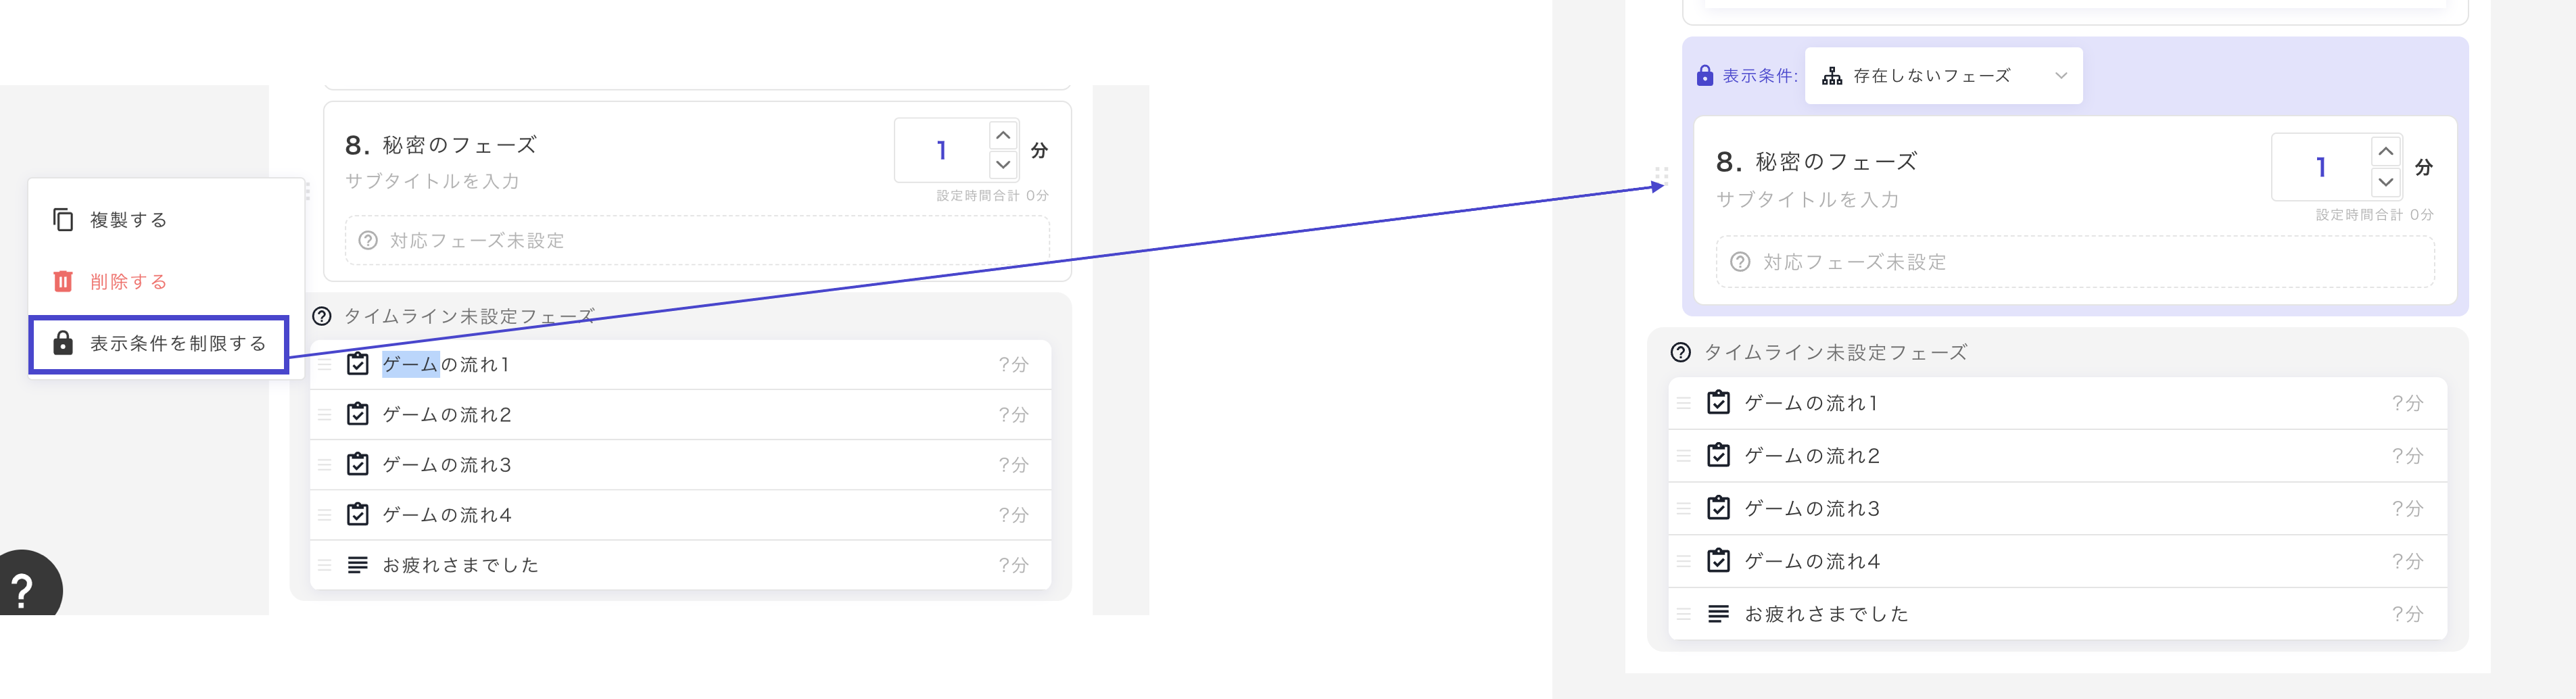 複製する
削除する
表示条件を制限する
8. 秘密のフェーズ
サブタイトルを入力
1
分
設定時間合計 0分
対応フェーズ未設定
タイムライン未設定フェーズ
ゲームの流れ1 ?分
ゲームの流れ2 ?分
ゲームの流れ3 ?分
ゲームの流れ4 ?分
お疲れさまでした ?分
?
表示条件:
存在しないフェーズ
8. 秘密のフェーズ
サブタイトルを入力
1
分
設定時間合計 0分
対応フェーズ未設定
タイムライン未設定フェーズ
ゲームの流れ1 ?分
ゲームの流れ2 ?分
ゲームの流れ3 ?分
ゲームの流れ4 ?分
お疲れさまでした ?分